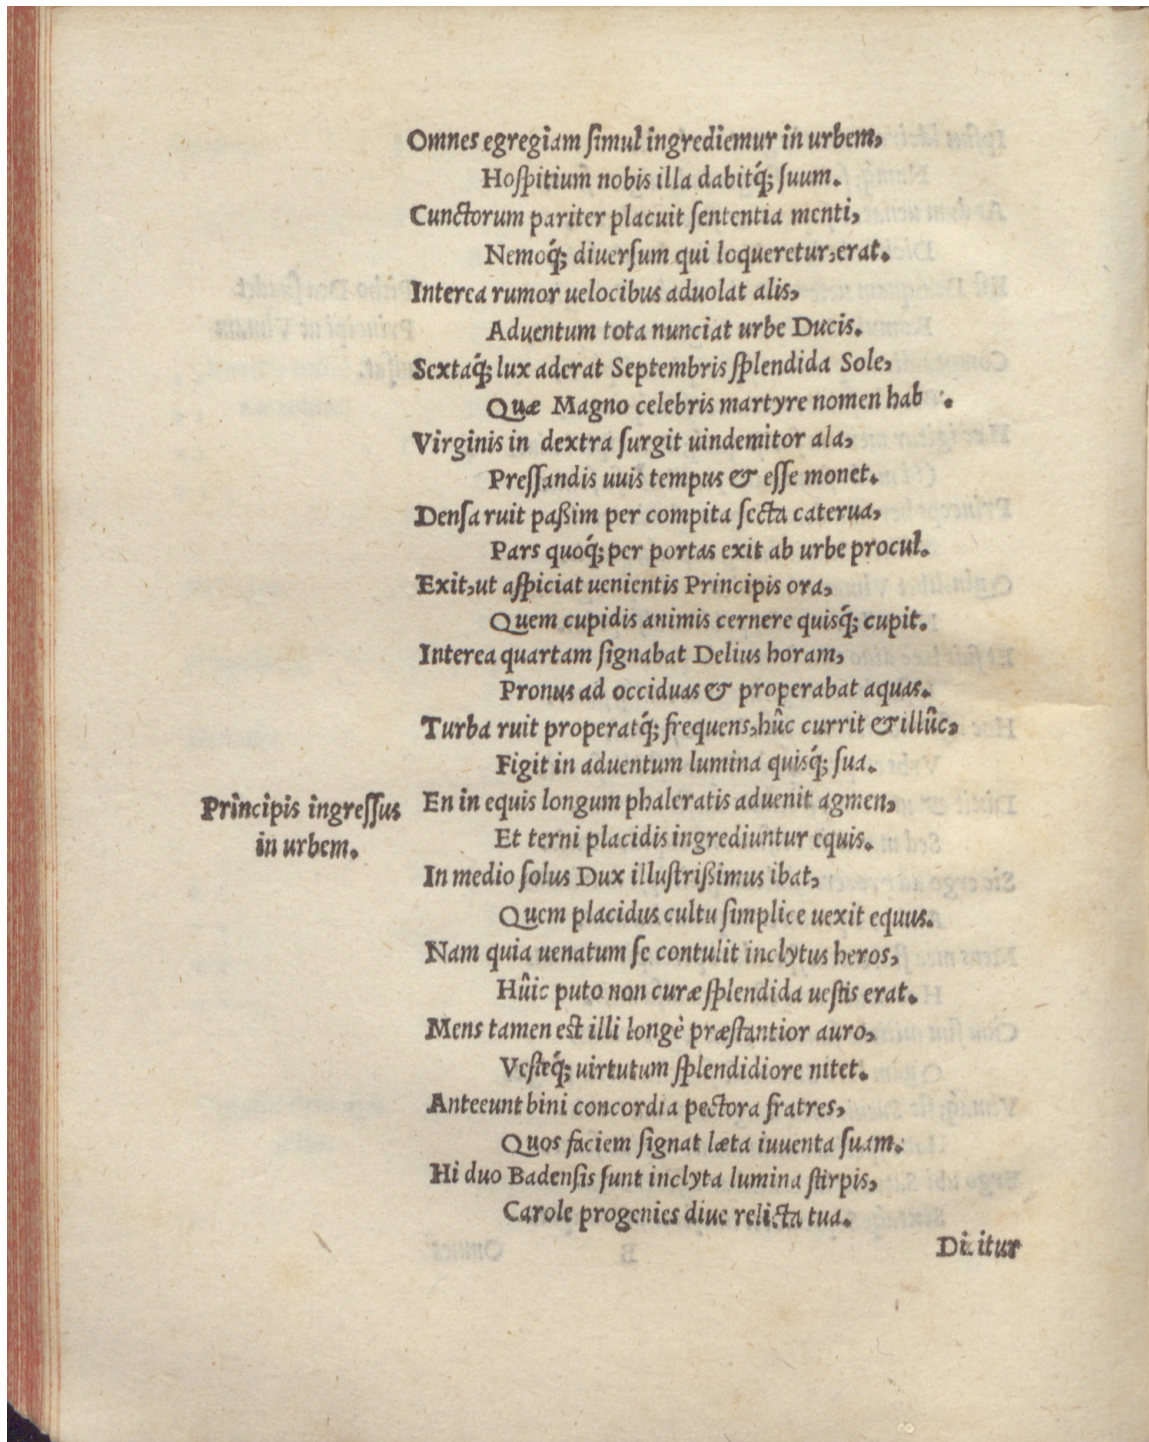 Omnes egregiam ſimul ingrediemur in urbem,
Hoſpitium nobis illa dabitq́; ſuum.
Cunctorum pariter placuit ſententia menti,
Nemoq́; diuerſum qui loqueretur, erat.
Interea rumor uelocibus aduolat alis,
Aduentum tota nunciat urbe Ducis.
Sextaq́; lux aderat Septembris ſplendida Sole,
Quæ Magno celebris martyre nomen hab .
Virginis in dextra ſurgit uindemitor ala,
Preſſandis uuis tempus & eſſe monet.
Denſa ruit paßim per compita ſecta caterua,
Pars quoq́; per portas exit ab urbe procul.
Exit, ut aſpiciat uenientis Principis ora,
Quem cupidis animis cernere quisq́; cupit.
Interea quartam ſignabat Delius horam,
Pronus ad occiduas & properabat aquas.
Turba ruit properatq́; frequens, hûc currit & illûc,
Figit in aduentum lumina quisq́; ſua.
Principis ingreſſus
in urbem.
En in equis longum phaleratis aduenit agmen,
Et terni placidis ingrediuntur equis.
In medio ſolus Dux illuſtrißimus ibat,
Quem placidus cultu ſimplice uexit equus.
Nam quia uenatum ſe contulit inclytus heros,
Hûic puto non curæ ſplendida ueſtis erat.
Mens tamen est illi longè præſtantior auro,
Veſteq́; uirtutum ſplendidiore nitet.
Anteeunt bini concordia pectora fratres,
Quos faciem ſignat læta iuuenta ſuam.
Hi duo Badenſis ſunt inclyta lumina ſtirpis,
Carole progenies diue relicta tua.